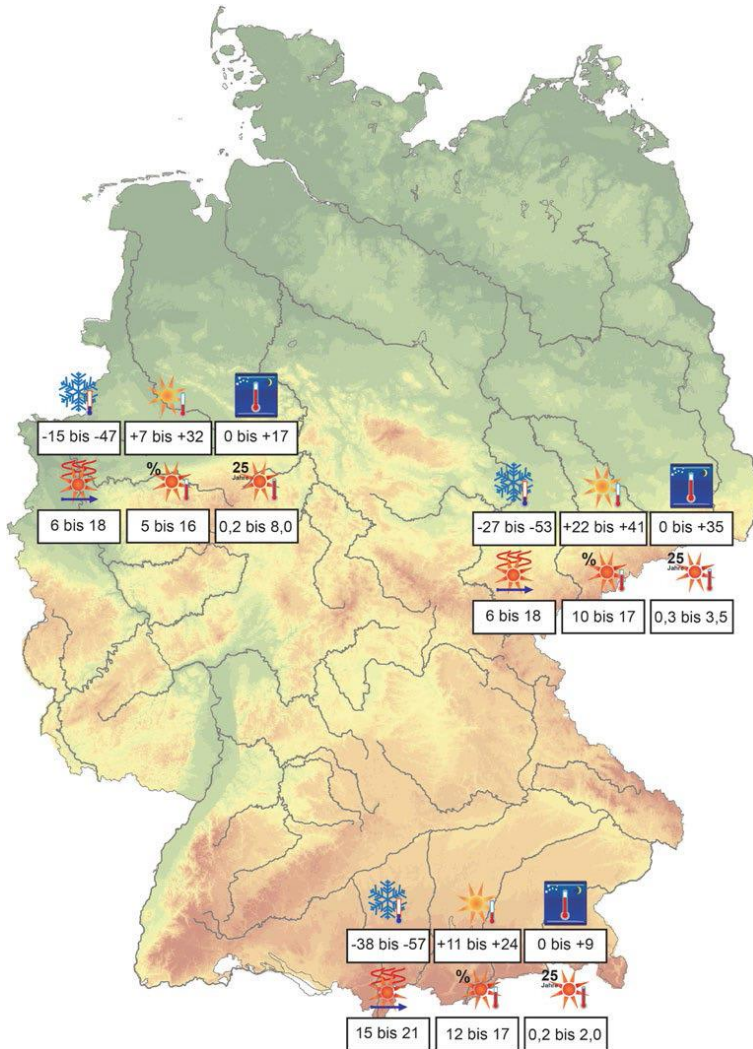 -15 bis -47
+7 bis +32
0 bis +17
%
25
Jahre
6 bis 18
5 bis 16
0,2 bis 8,0
-27 bis -53
+22 bis +41
0 bis +35
%
25
Jahre
6 bis 18
10 bis 17
0,3 bis 3,5
-38 bis -57
+11 bis +24
0 bis +9
%
25
Jahre
15 bis 21
12 bis 17
0,2 bis 2,0